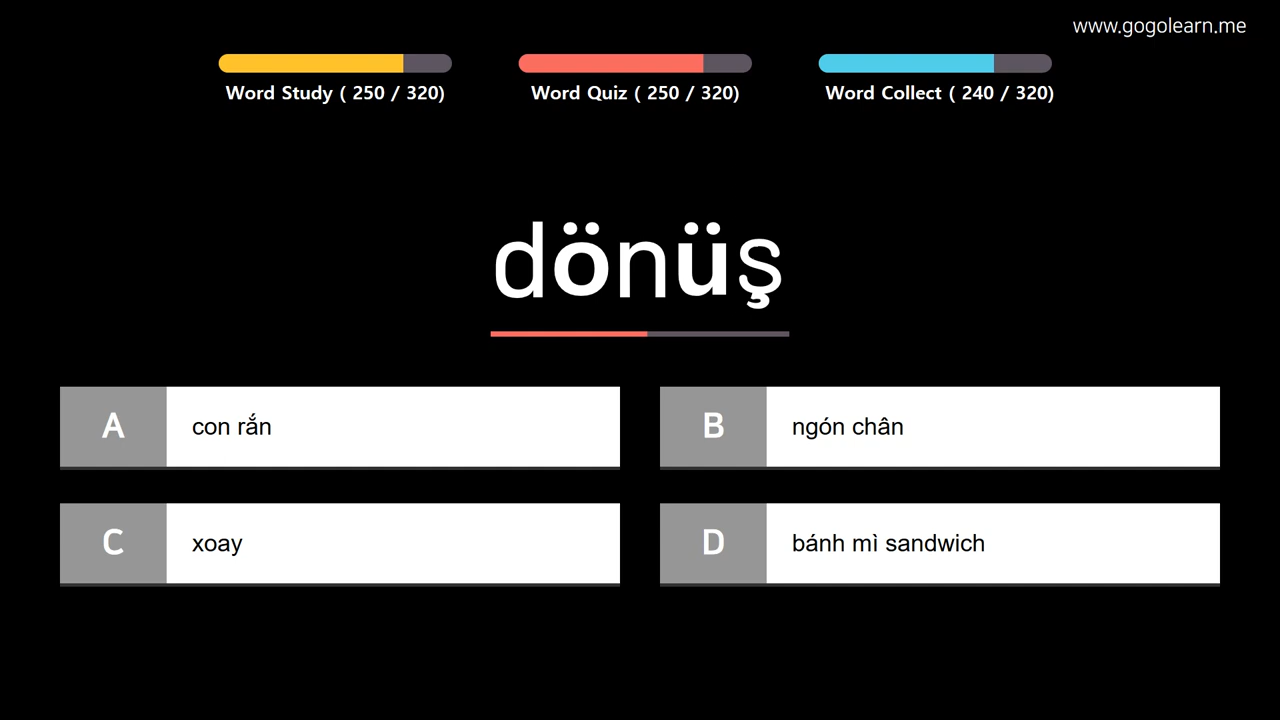 www.gogolearn.me
Word Study ( 250 / 320)
Word Quiz ( 250 / 320)
Word Collect ( 240 / 320)
dönüş
A con rắn
B ngón chân
C xoay
D bánh mì sandwich